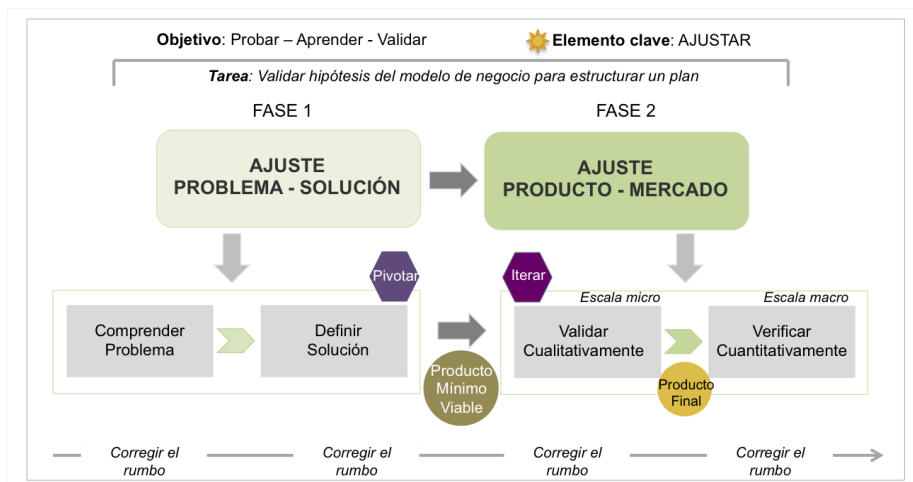 Objetivo: Probar – Aprender - Validar
Elemento clave: AJUSTAR
Tarea: Validar hipótesis del modelo de negocio para estructurar un plan
FASE 1
FASE 2
AJUSTE
PROBLEMA - SOLUCIÓN
AJUSTE
PRODUCTO - MERCADO
Pivotar
Iterar
Escala micro
Escala macro
Comprender
Problema
Definir
Solución
Validar
Cualitativamente
Verificar
Cuantitativamente
Producto
Mínimo
Viable
Producto
Final
Corregir el
rumbo
Corregir el
rumbo
Corregir el
rumbo
Corregir el
rumbo